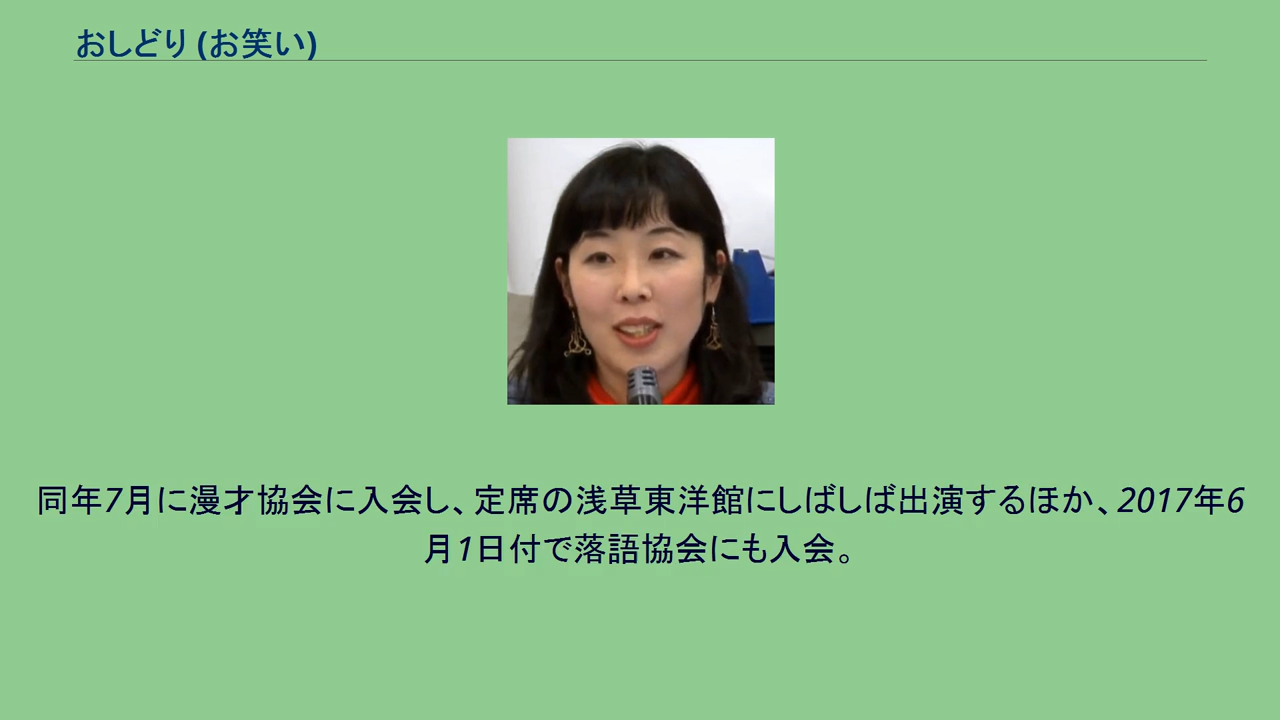 おしどり (お笑い)
同年7月に漫才協会に入会し、定席の浅草東洋館にしばしば出演するほか、2017年6
月1日付で落語協会にも入会。